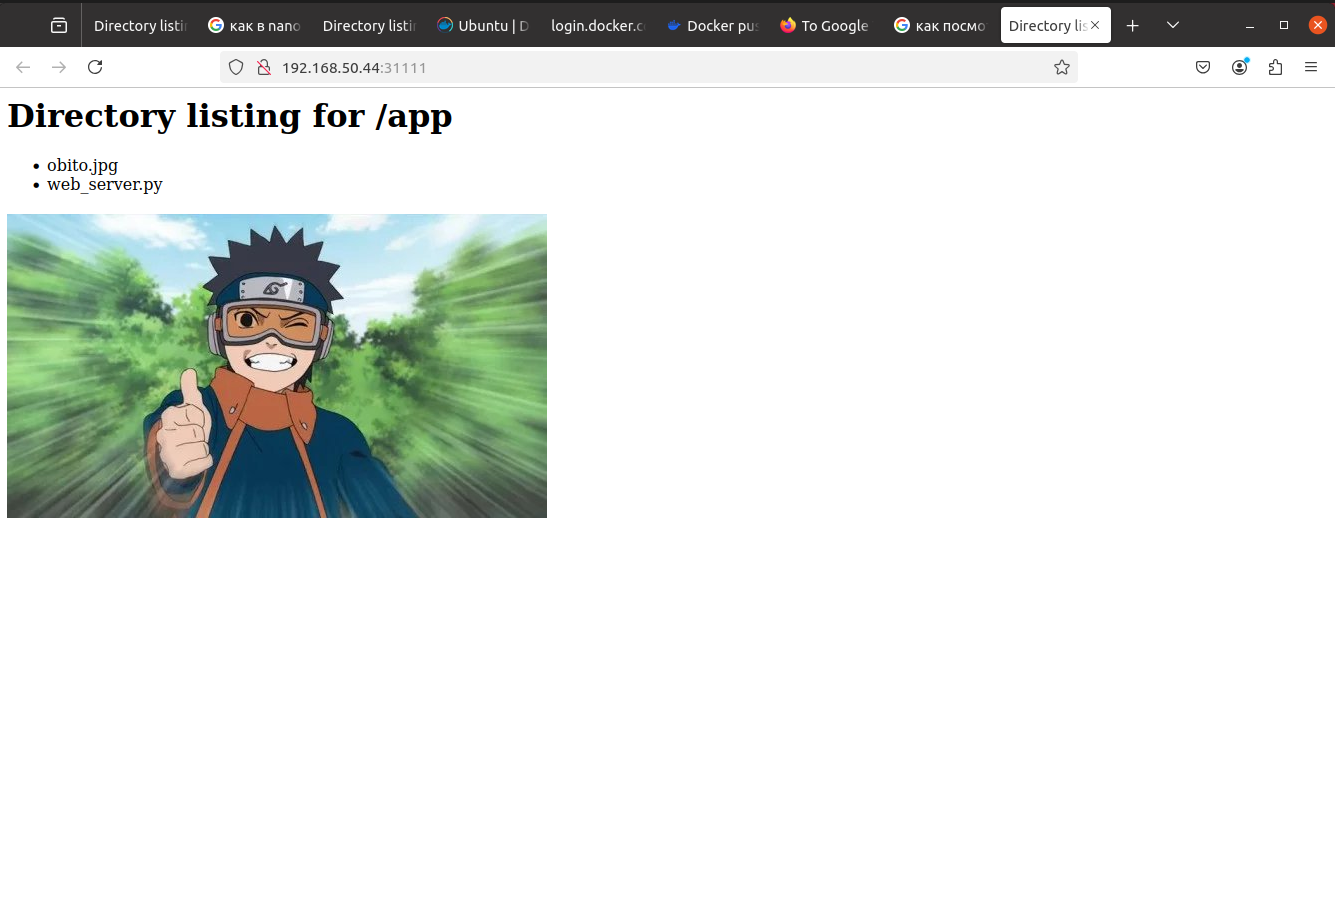 Directory listi
как в nano
Directory listi
Ubuntu | D
login.docker.c
Docker pus
To Google
как посмо
Directory lis
192.168.50.44:31111
Directory listing for /app
obito.jpg
web_server.py